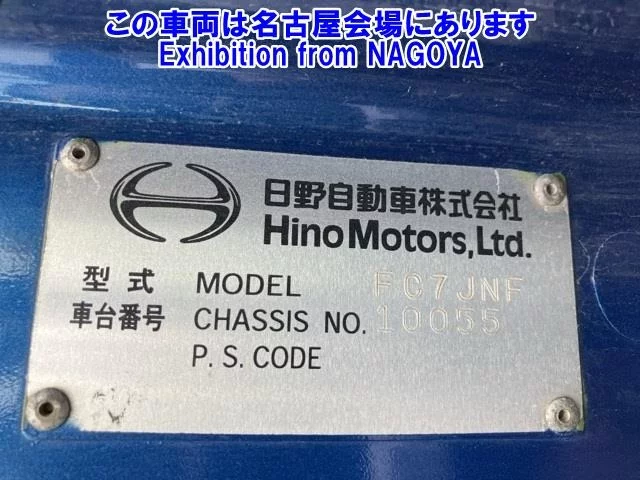 この車両は名古屋会場にあります
Exhibition from NAGOYA
日野自動車株式会社
Hino Motors, Ltd.
型式 MODEL FC7JNF
車台番号 CHASSIS NO. 10055
P. S. CODE